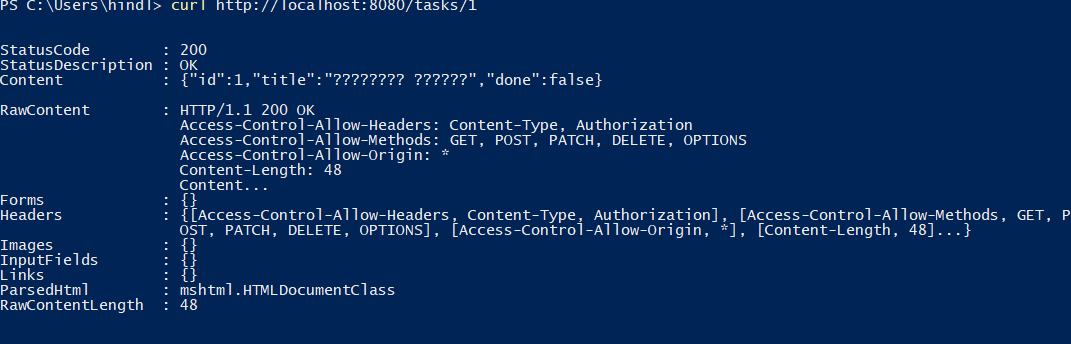 PS C:\Users\hindl> curl http://localhost:8080/tasks/1
StatusCode        : 200
StatusDescription : OK
Content           : {"id":1,"title":"???????? ??????","done":false}
RawContent        : HTTP/1.1 200 OK
                    Access-Control-Allow-Headers: Content-Type, Authorization
                    Access-Control-Allow-Methods: GET, POST, PATCH, DELETE, OPTIONS
                    Access-Control-Allow-Origin: *
                    Content-Length: 48
                    Content...
Forms             : {}
Headers           : {[Access-Control-Allow-Headers, Content-Type, Authorization], [Access-Control-Allow-Methods, GET, P
                    OST, PATCH, DELETE, OPTIONS], [Access-Control-Allow-Origin, *], [Content-Length, 48]...}
Images            : {}
InputFields       : {}
Links             : {}
ParsedHtml        : mshtml.HTMLDocumentClass
RawContentLength  : 48